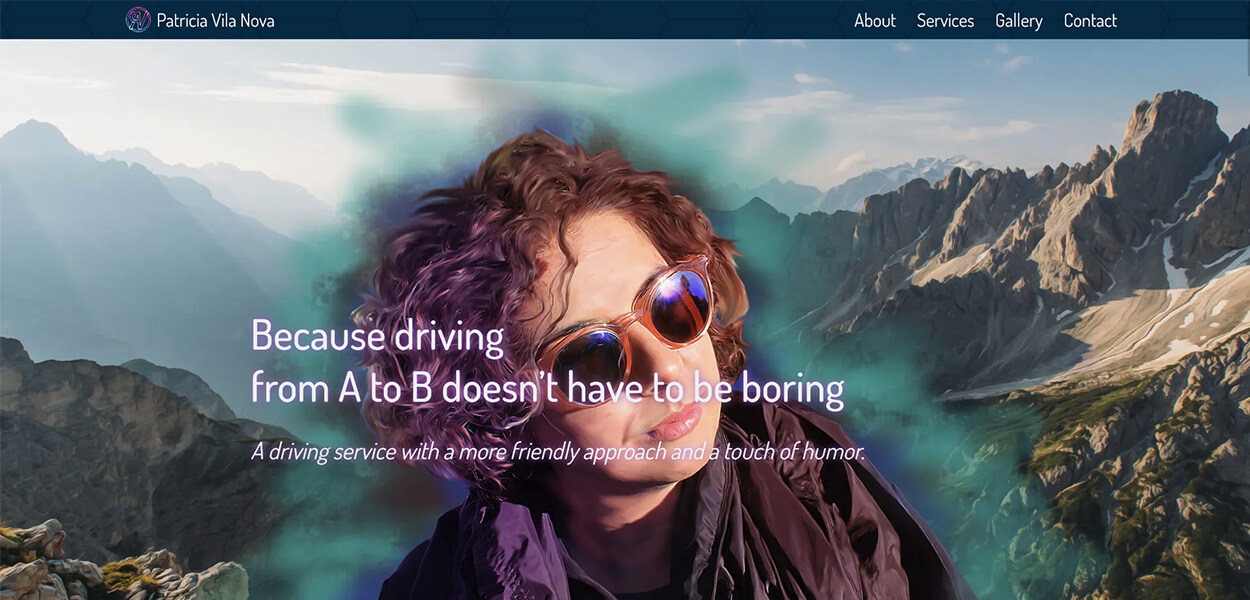 Patricia Vila Nova
About Services Gallery Contact
Because driving
from A to B doesn’t have to be boring
A driving service with a more friendly approach and a touch of humor.